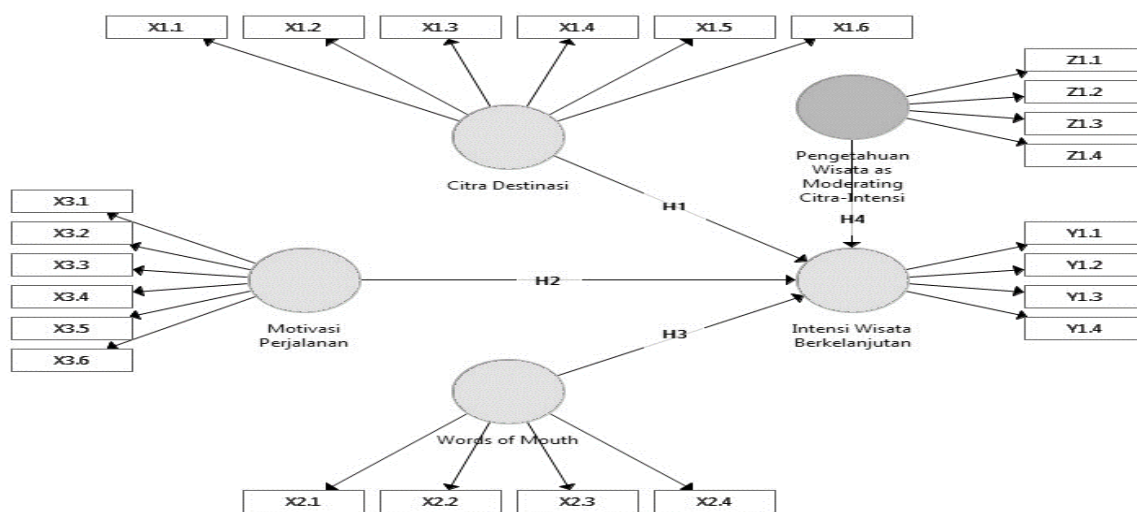 X1.1
X1.2
X1.3
X1.4
X1.5
X1.6
Z1.1
Z1.2
Z1.3
Z1.4
Citra Destinasi
Pengetahuan
Wisata as
Moderating
Citra-Intensi
H1
H4
X3.1
X3.2
X3.3
X3.4
X3.5
X3.6
Motivasi
Perjalanan
H2
Y1.1
Y1.2
Y1.3
Y1.4
Intensi Wisata
Berkelanjutan
H3
Words of Mouth
X2.1
X2.2
X2.3
X2.4